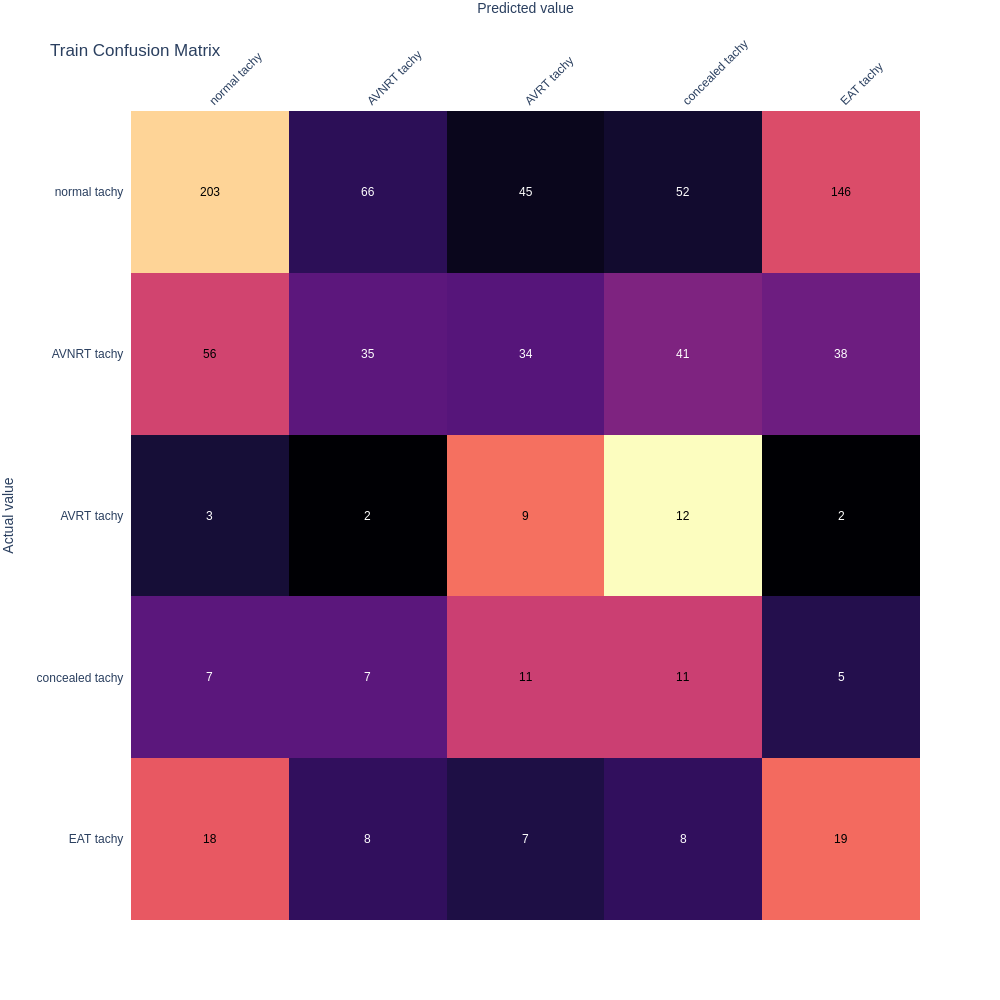 Predicted value
Train Confusion Matrix
normal tachy AVNRT tachy AVRT tachy concealed tachy EAT tachy
normal tachy 203 66 45 52 146
AVNRT tachy 56 35 34 41 38
AVRT tachy 3 2 9 12 2
concealed tachy 7 7 11 11 5
EAT tachy 18 8 7 8 19
Actual value